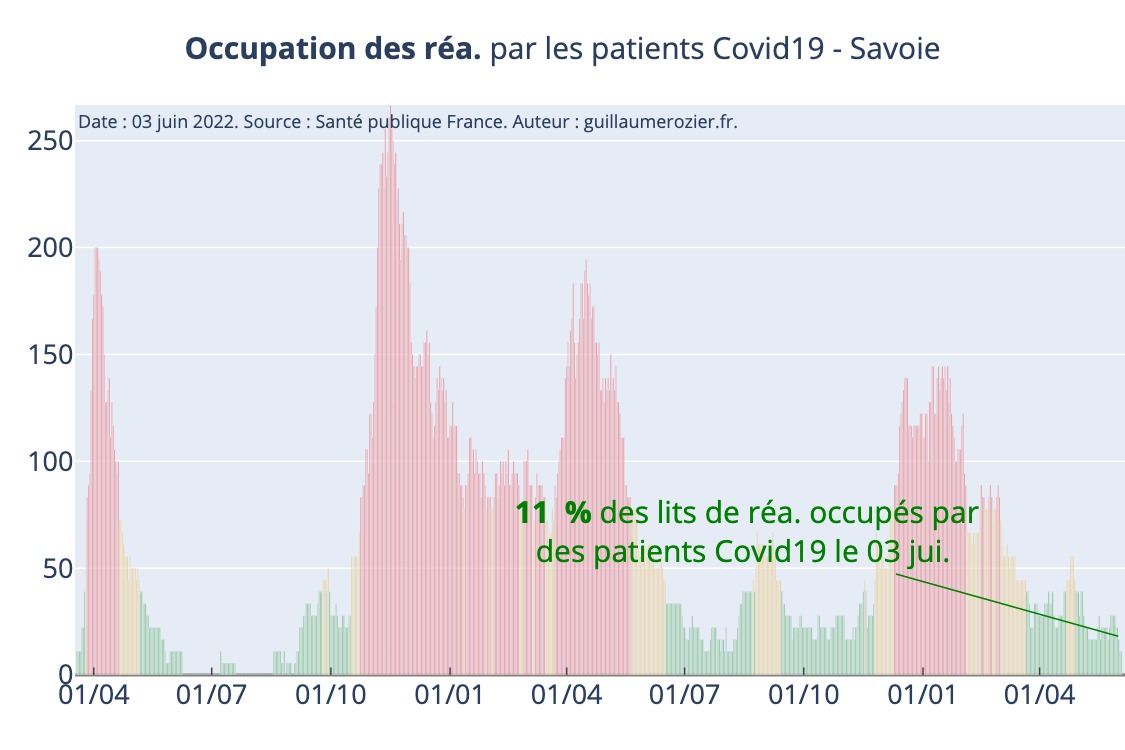 Occupation des réa. par les patients Covid19 - Savoie
Date : 03 juin 2022. Source : Santé publique France. Auteur : guillaumerozier.fr.
250
200
150
100
11 % des lits de réa. occupés par
des patients Covid19 le 03 jui.
50
0
01/04 01/07 01/10 01/01 01/04 01/07 01/10 01/01 01/04